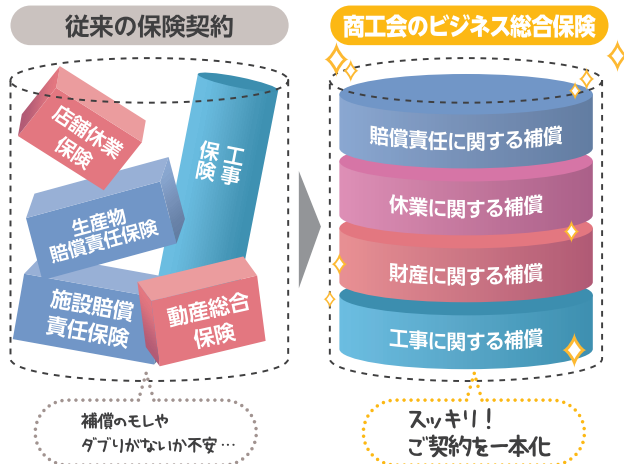 従来の保険契約
店舗休業
保険
工事
保険
生産物
賠償責任保険
施設賠償
責任保険
動産総合
保険
補償のモレや
ダブりがないか不安…
商工会のビジネス総合保険
賠償責任に関する補償
休業に関する補償
財産に関する補償
工事に関する補償
スッキリ！
ご契約を一本化